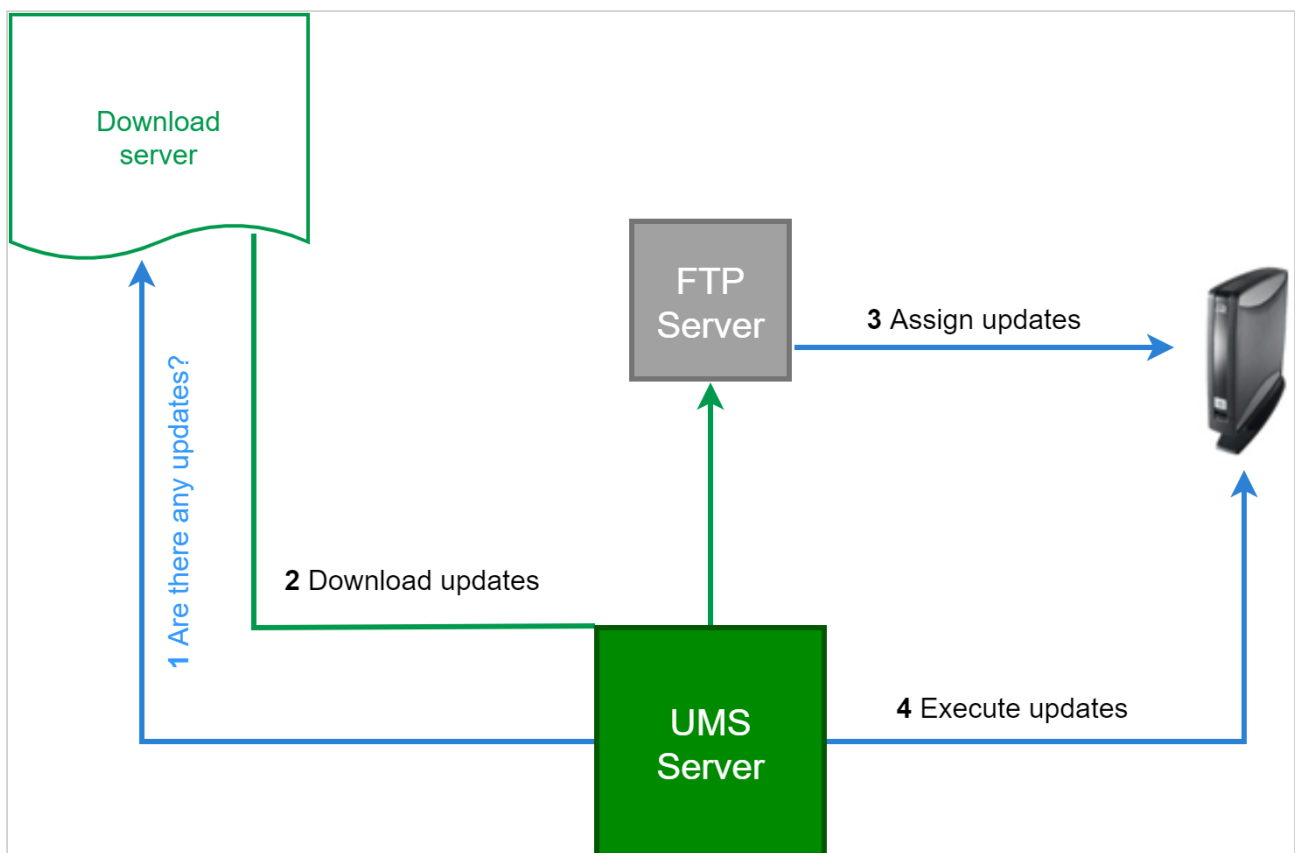 Download
server
FTP
Server
3 Assign updates
1 Are there any updates?
2 Download updates
UMS
Server
4 Execute updates